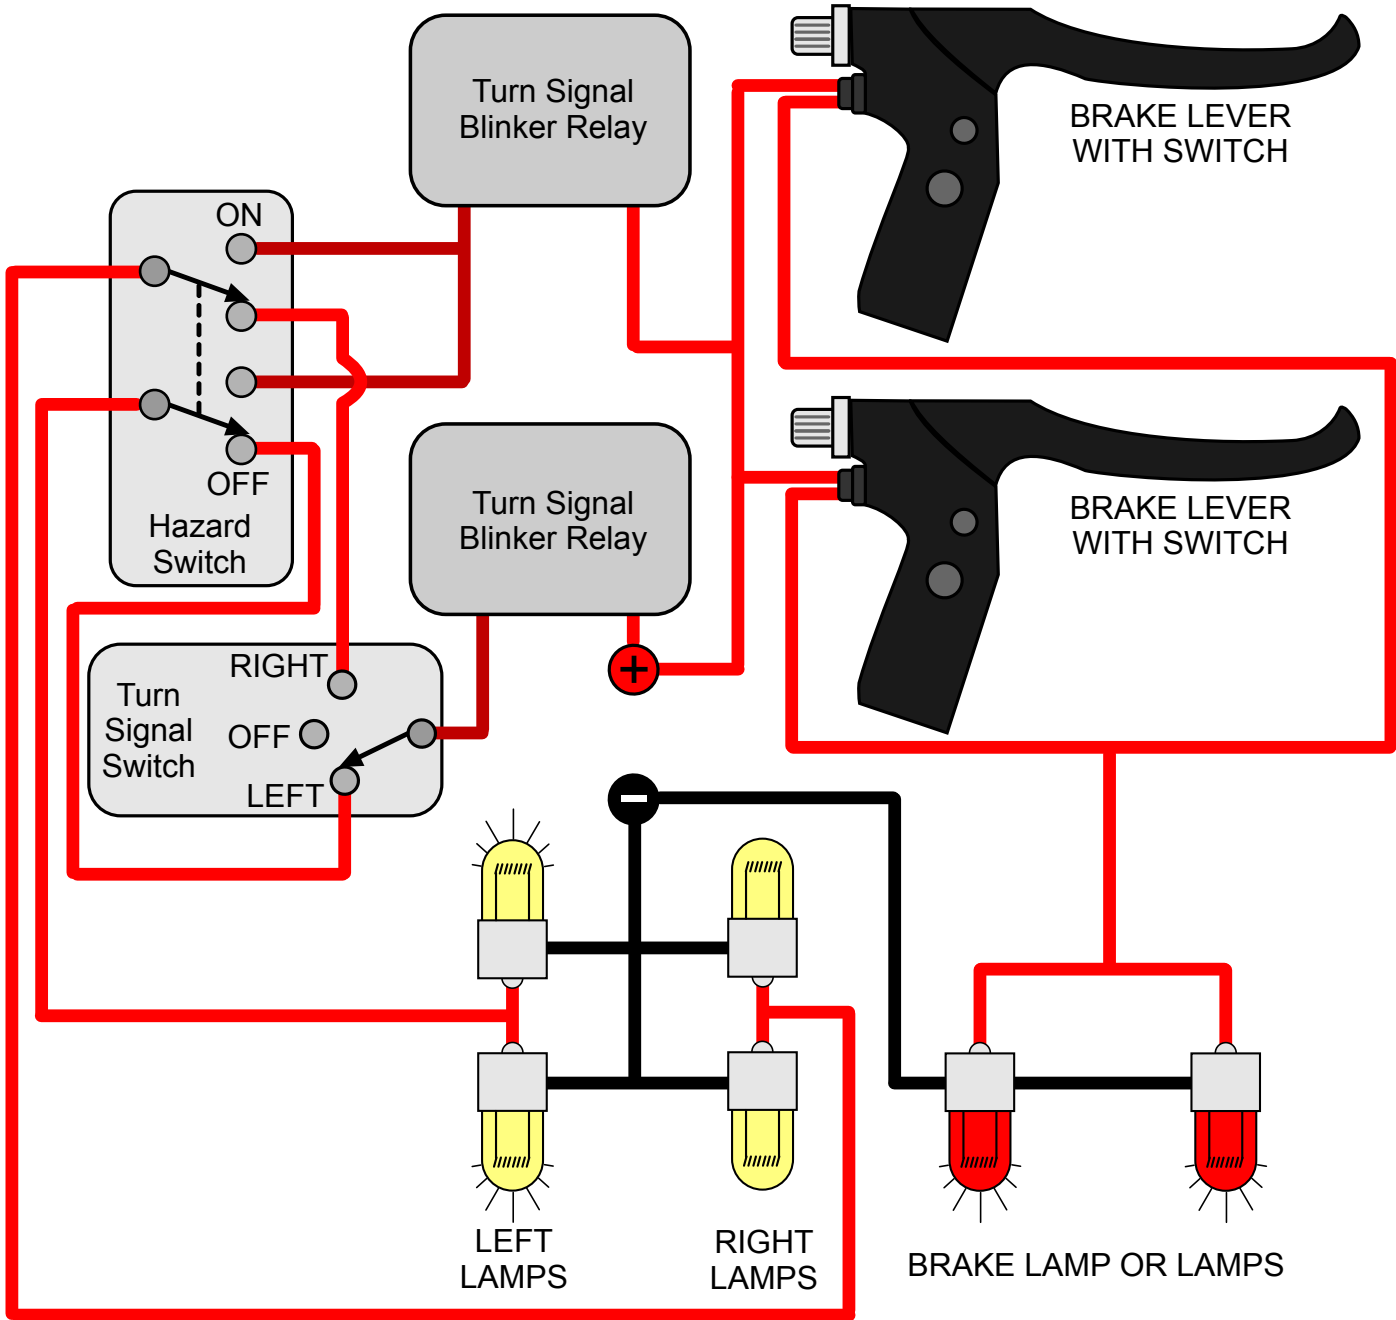 Turn Signal
Blinker Relay
BRAKE LEVER
WITH SWITCH
ON
OFF
Hazard
Switch
Turn Signal
Blinker Relay
BRAKE LEVER
WITH SWITCH
RIGHT
Turn
Signal
Switch
OFF
LEFT
+
-
LEFT
LAMPS
RIGHT
LAMPS
BRAKE LAMP OR LAMPS